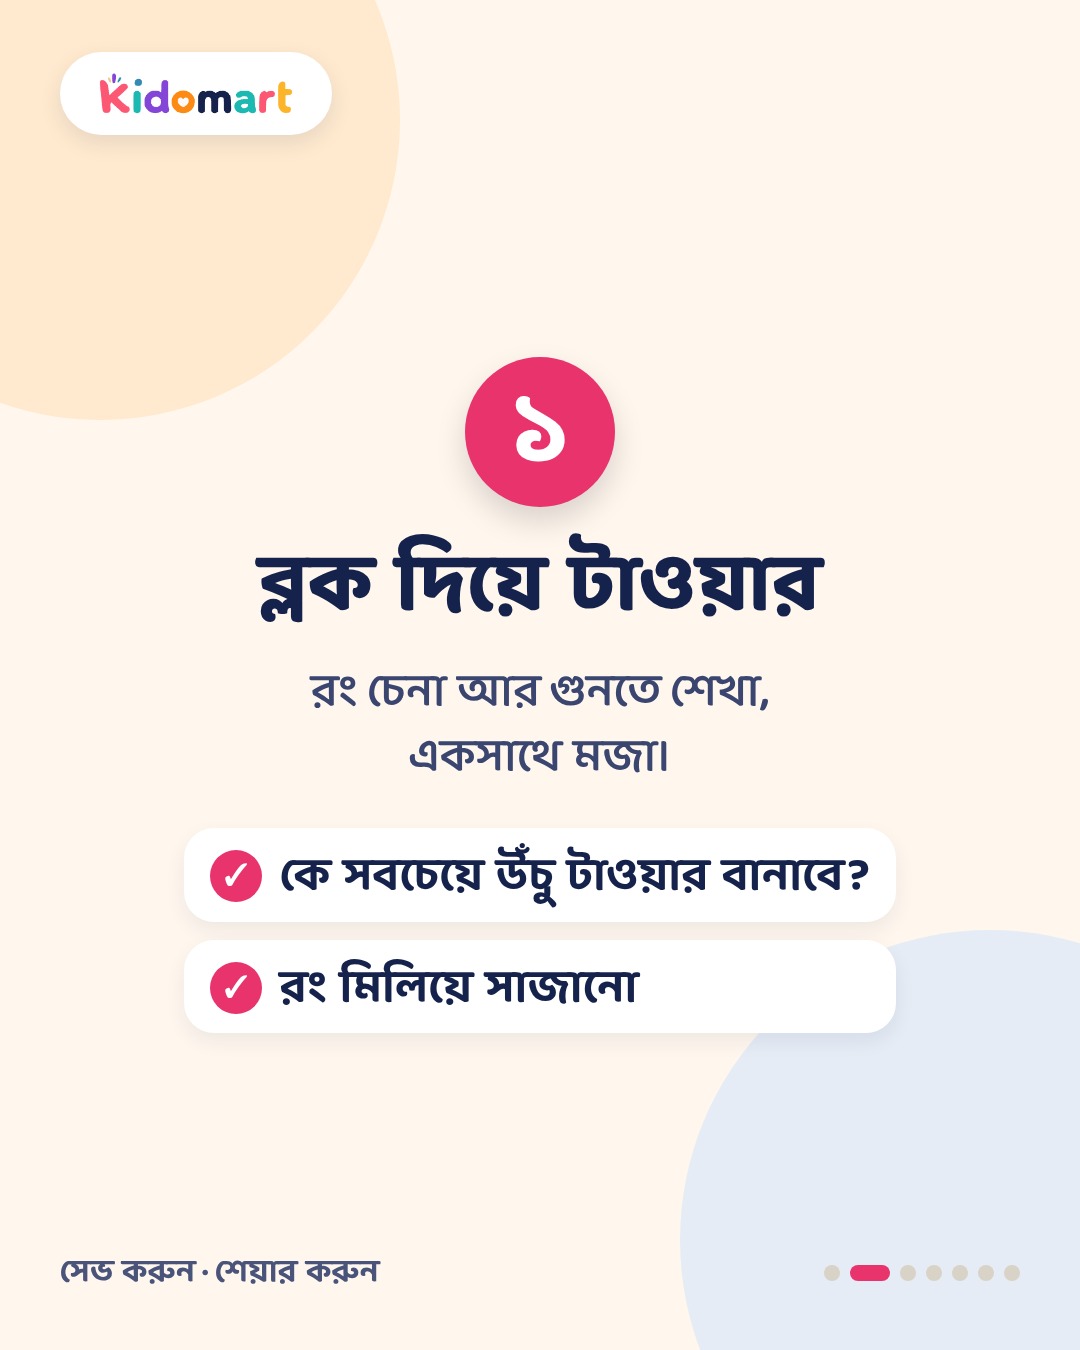 Kidomart
১
ব্লক দিয়ে টাওয়ার
রং চেনা আর গুনতে শেখা,
একসাথে মজা।
✓ কে সবচেয়ে উঁচু টাওয়ার বানাবে?
✓ রং মিলিয়ে সাজানো
সেভ করুন · শেয়ার করুন